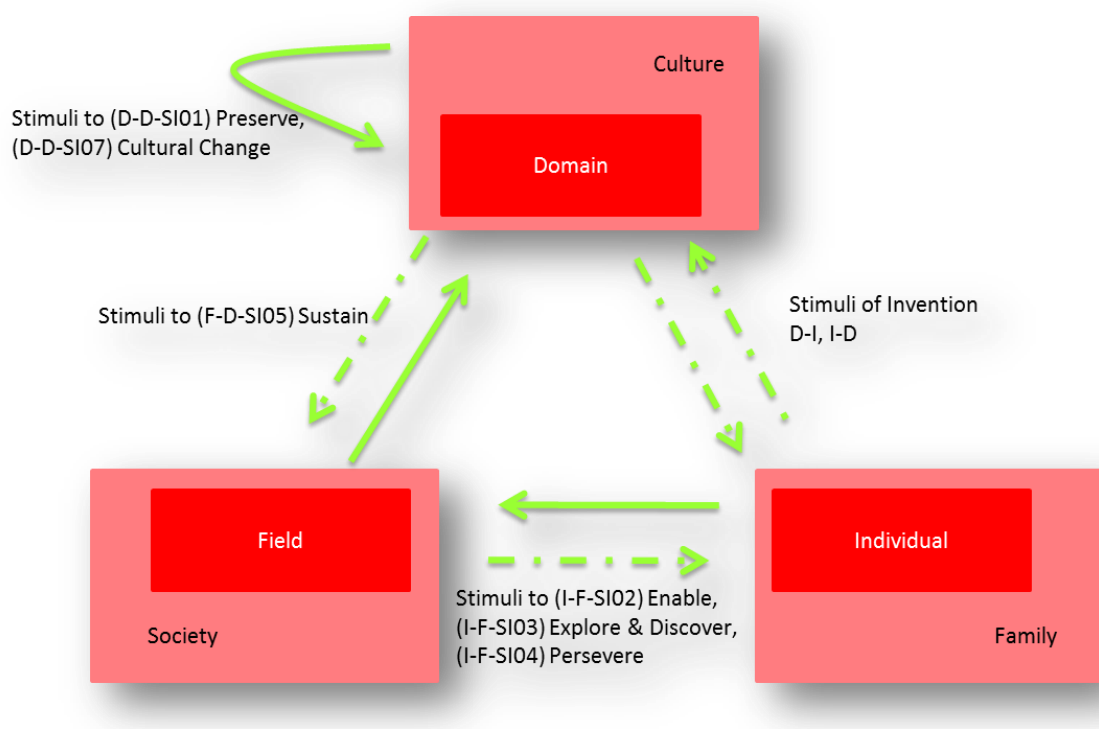 Culture
Stimuli to (D-D-SI01) Preserve,
(D-D-SI07) Cultural Change
Domain
Stimuli to (F-D-SI05) Sustain
Stimuli of Invention
D-I, I-D
Field
Individual
Stimuli to (I-F-SI02) Enable,
(I-F-SI03) Explore & Discover,
(I-F-SI04) Persevere
Society
Family